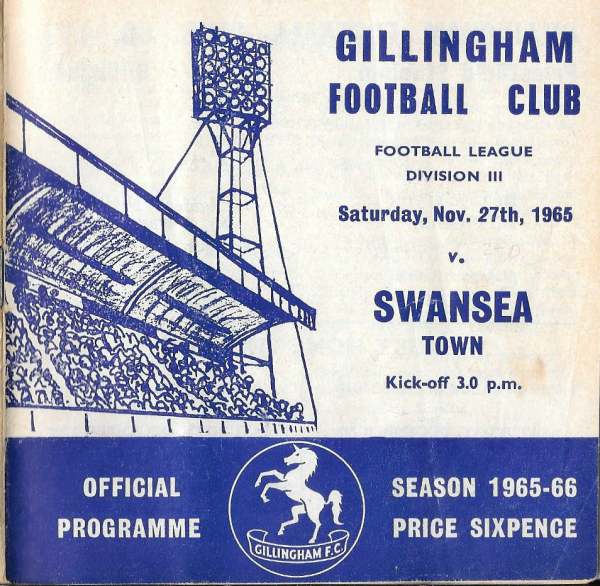 GILLINGHAM
FOOTBALL CLUB
FOOTBALL LEAGUE
DIVISION III
Saturday, Nov. 27th, 1965
v.
SWANSEA
TOWN
Kick-off 3.0 p.m.
OFFICIAL
PROGRAMME
GILLINGHAM F.C.
SEASON 1965-66
PRICE SIXPENCE